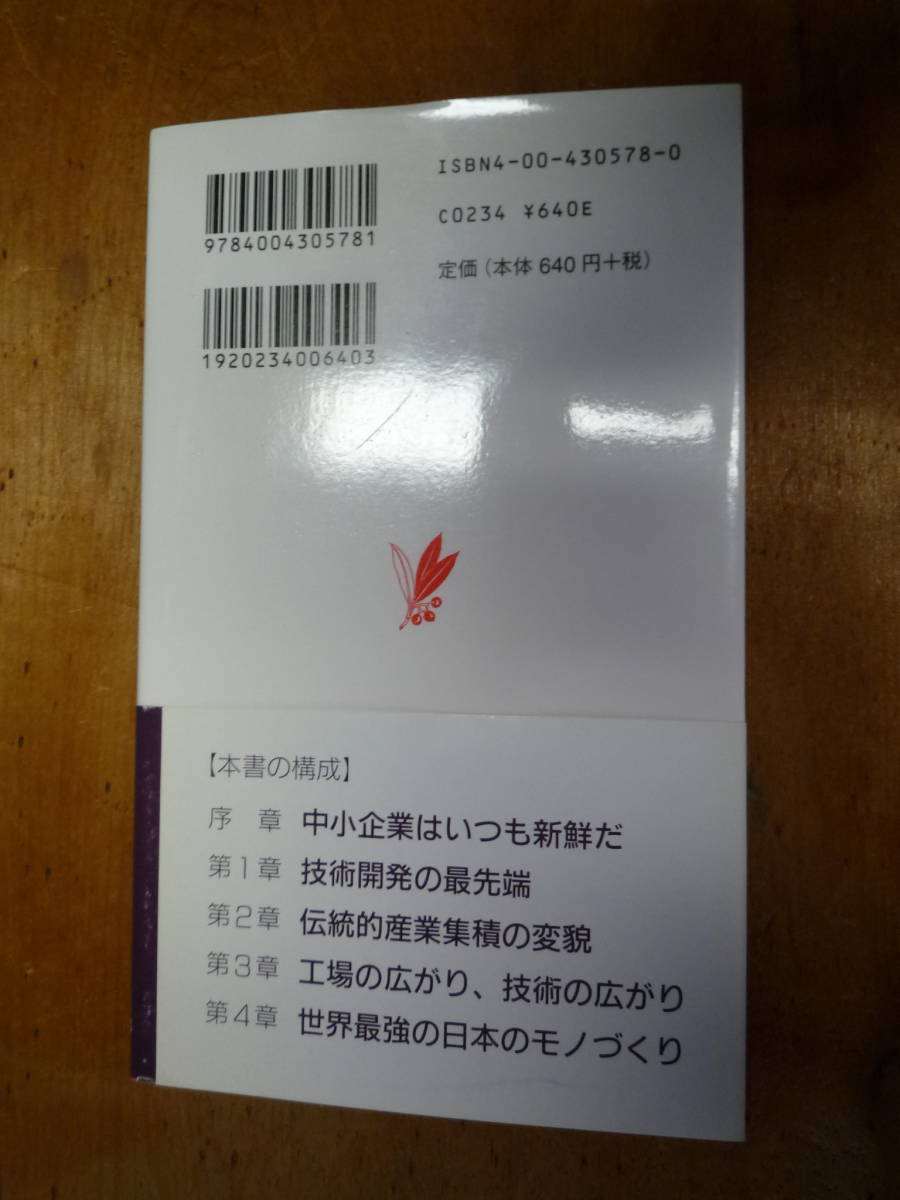 ISBN4-00-430578-0
C0234 ¥640E
定価(本体 640 円+税)
9784004305781
1920234006403
【本書の構成】
序 章 中小企業はいつも新鮮だ
第1章 技術開発の最先端
第2章 伝統的産業集積の変貌
第3章 工場の広がり、技術の広がり
第4章 世界最強の日本のモノづくり